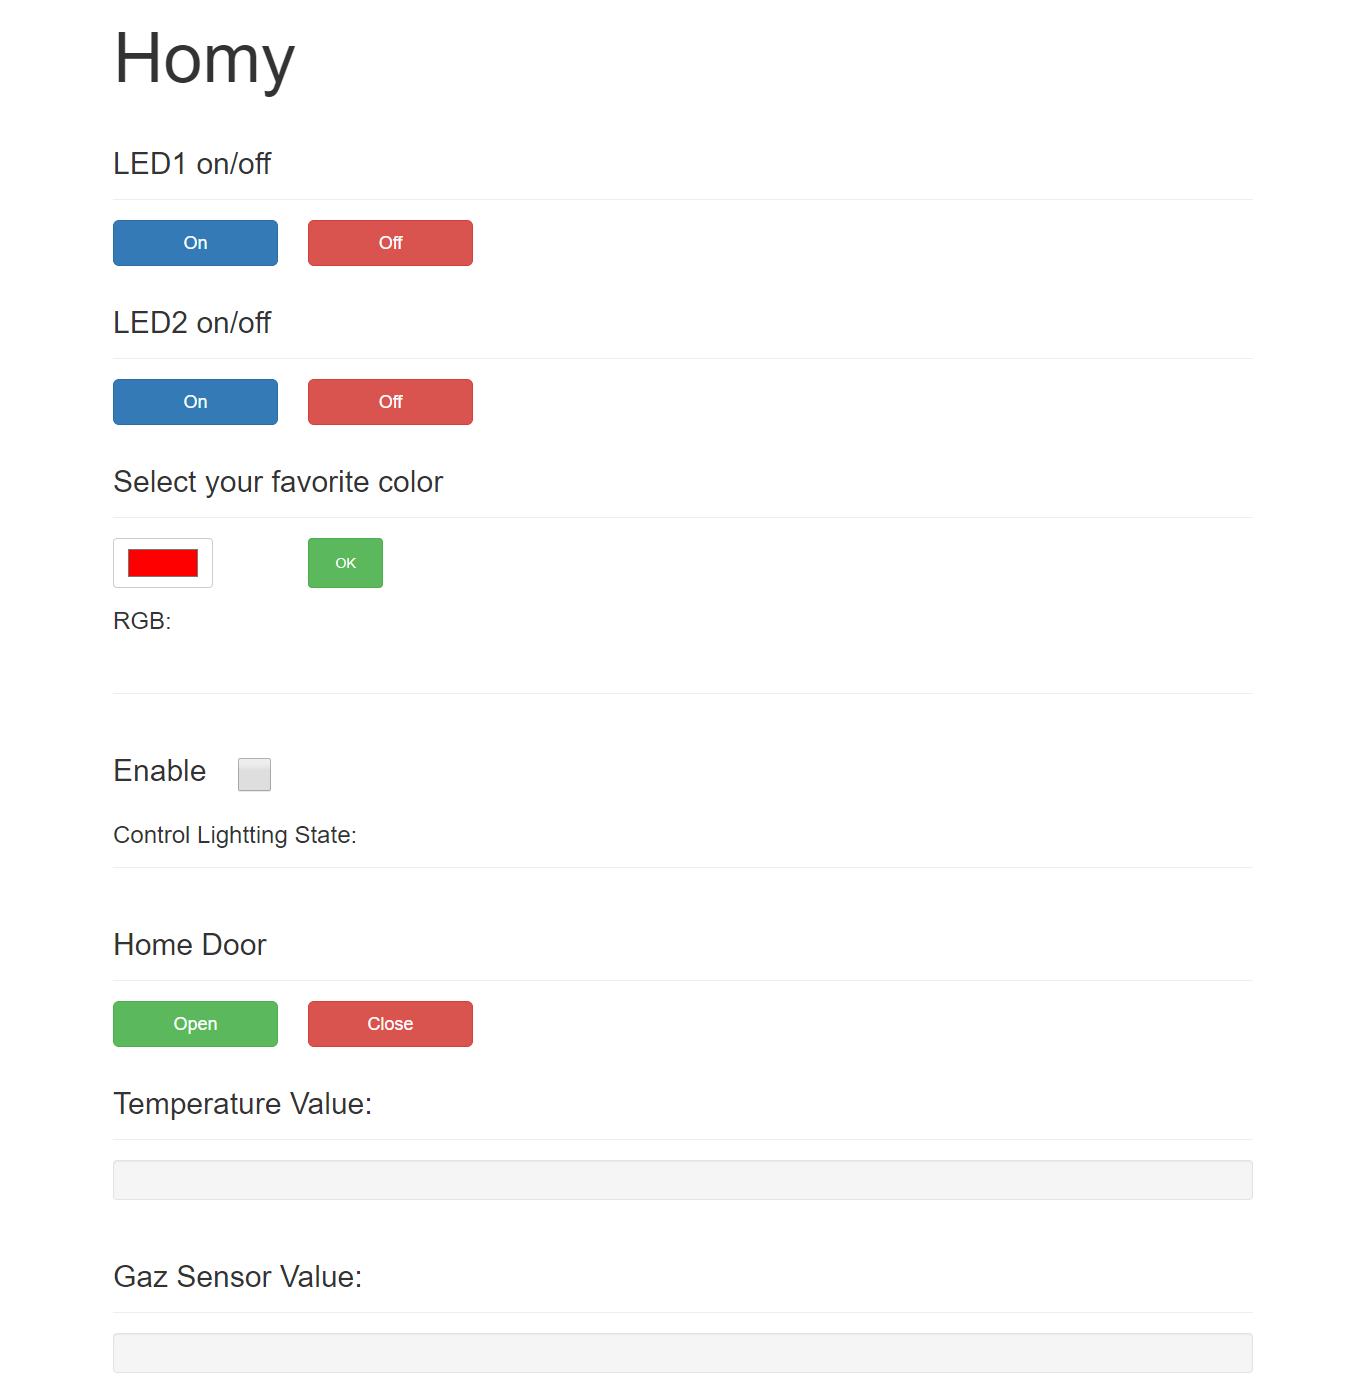 Homy
LED1 on/off
On Off
LED2 on/off
On Off
Select your favorite color
OK
RGB:
Enable
Control Lightting State:
Home Door
Open Close
Temperature Value:
Gaz Sensor Value: